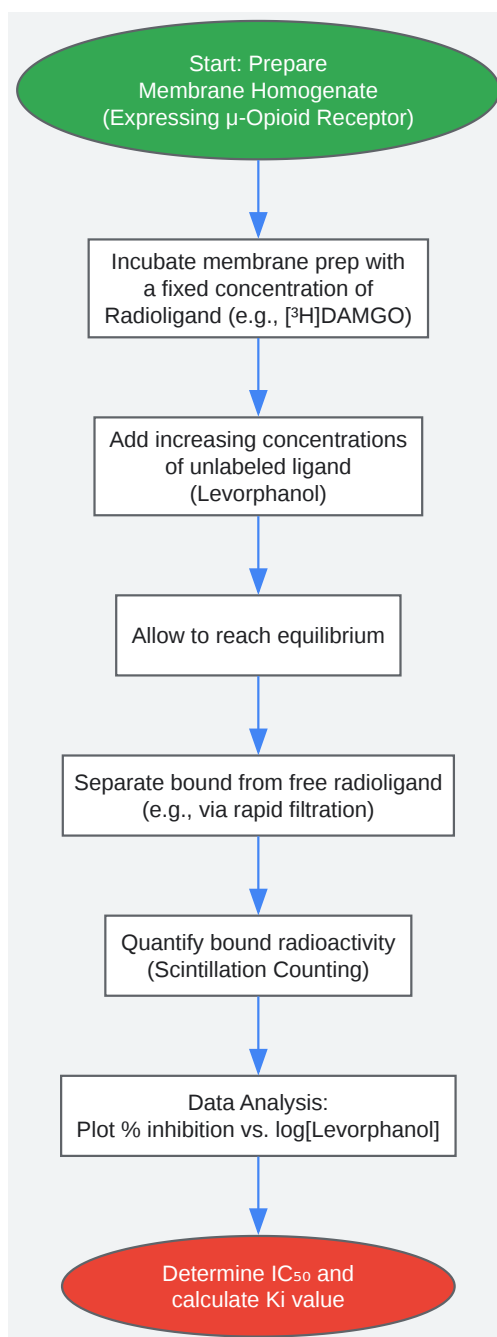 Start: Prepare
Membrane Homogenate
(Expressing μ-Opioid Receptor)
Incubate membrane prep with
a fixed concentration of
Radioligand (e.g., [³H]DAMGO)
Add increasing concentrations
of unlabeled ligand
(Levorphanol)
Allow to reach equilibrium
Separate bound from free radioligand
(e.g., via rapid filtration)
Quantify bound radioactivity
(Scintillation Counting)
Data Analysis:
Plot % inhibition vs. log[Levorphanol]
Determine IC₅₀ and
calculate Ki value